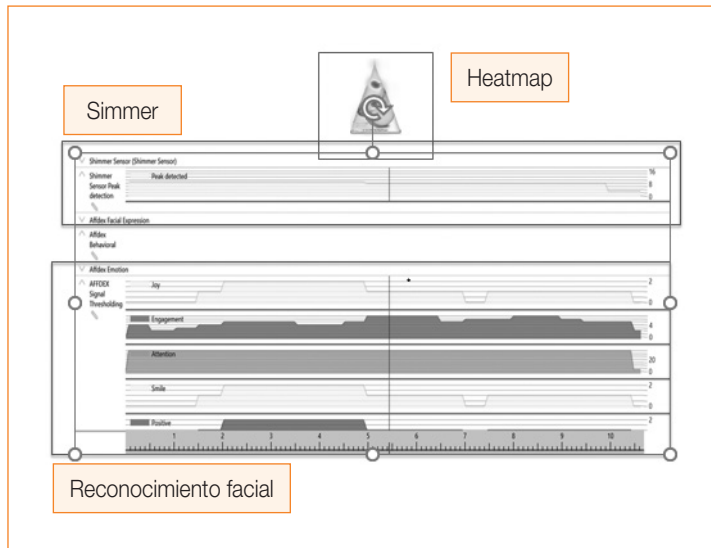 Heatmap
Simmer
Shimmer Sensor (Shimmer Sensor)
Shimmer
Sensor Peak
detection
Peak detected
16
8
0
Affdex Facial Expression
Affdex
Behavioral
Affdex Emotion
AFFDEX
Signal
Thresholding
Joy
2
0
Engagement
4
0
Attention
20
0
Smile
2
0
Positive
2
1 2 3 4 5 6 7 8 9 10
Reconocimiento facial